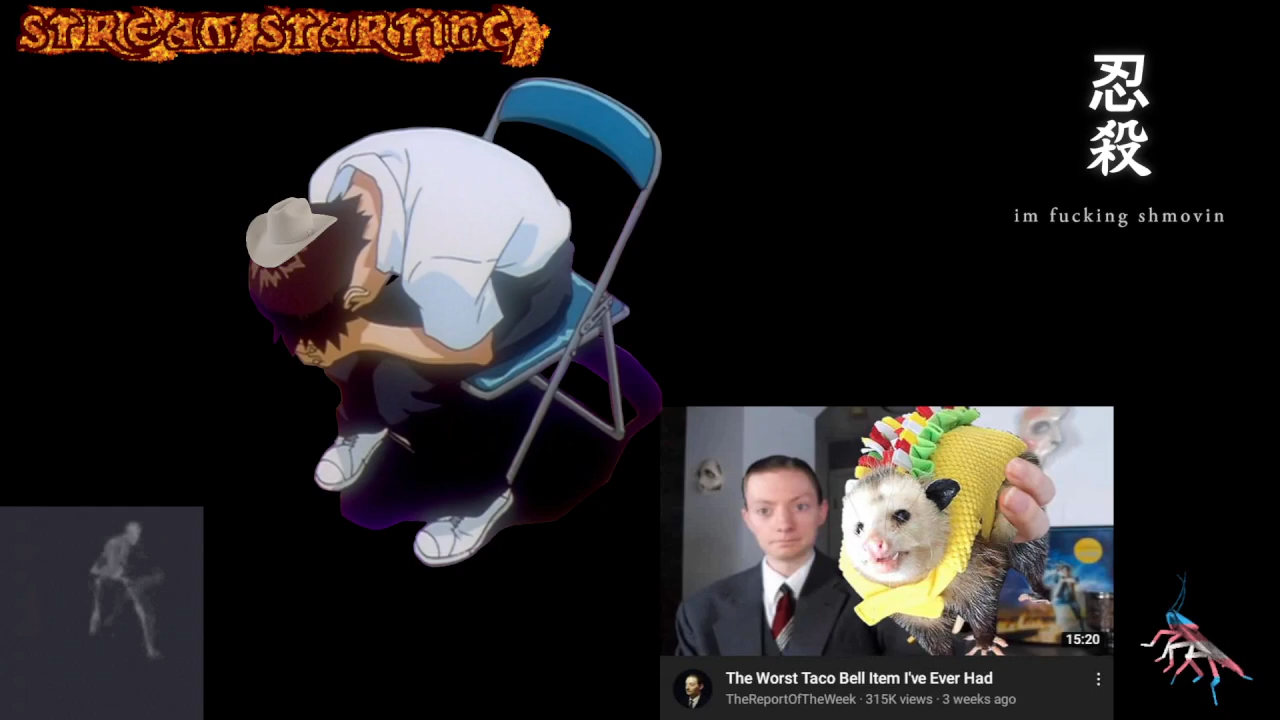 STREAM STARTING
忍
殺
im fucking shmovin
15:20
The Worst Taco Bell Item I've Ever Had
TheReportOfTheWeek · 315K views · 3 weeks ago